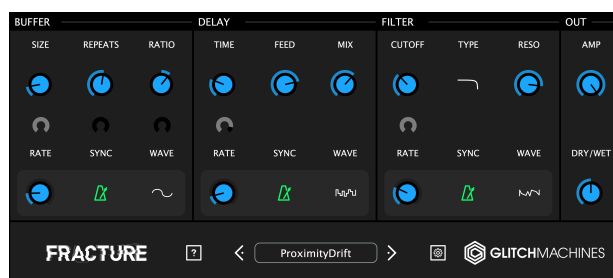 BUFFER DELAY FILTER OUT
SIZE REPEATS RATIO TIME FEED MIX CUTOFF TYPE RESO AMP
RATE SYNC WAVE RATE SYNC WAVE RATE SYNC WAVE DRY/WET
FRACTURE ? ProximityDrift GLITCHMACHINES